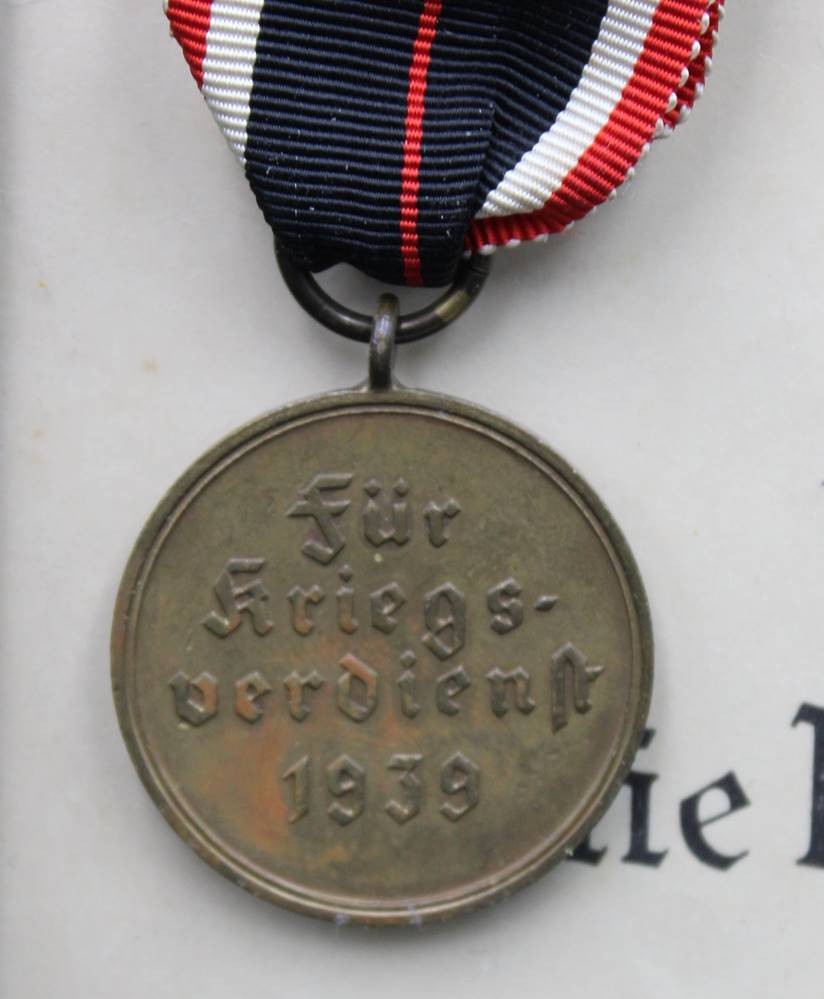 Für
Kriegs-
verdienst
1939